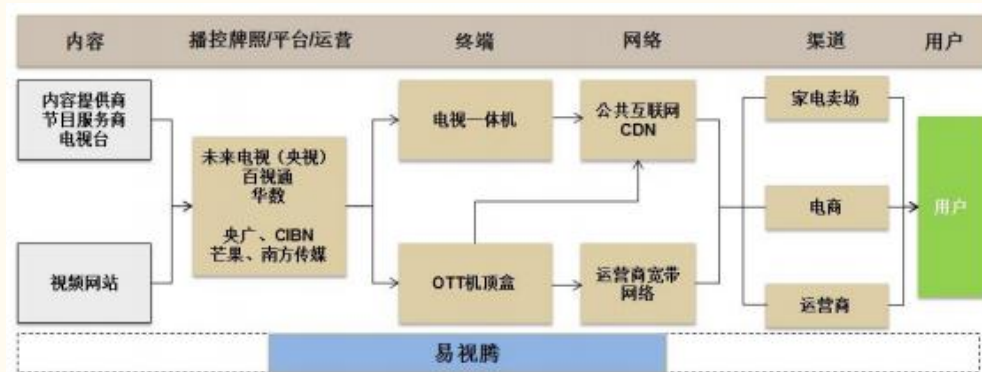 内容
播控牌照/平台/运营
终端
网络
渠道
用户
内容提供商
节目服务商
电视台
视频网站
未来电视（央视）
百视通
华数
央广、CIBN
芒果、南方传媒
电视一体机
OTT机顶盒
公共互联网
CDN
运营商宽带
网络
家电卖场
电商
运营商
用户
易视腾